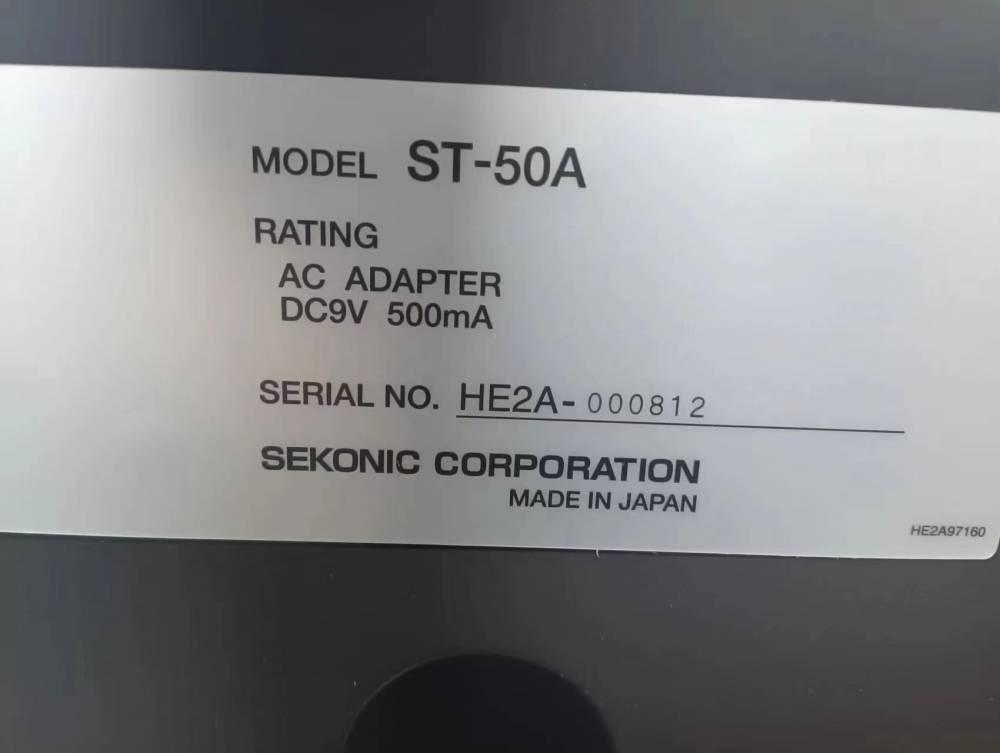 MODEL ST-50A
RATING
AC ADAPTER
DC9V 500mA
SERIAL NO. HE2A-000812
SEKONIC CORPORATION
MADE IN JAPAN
HE2A97160